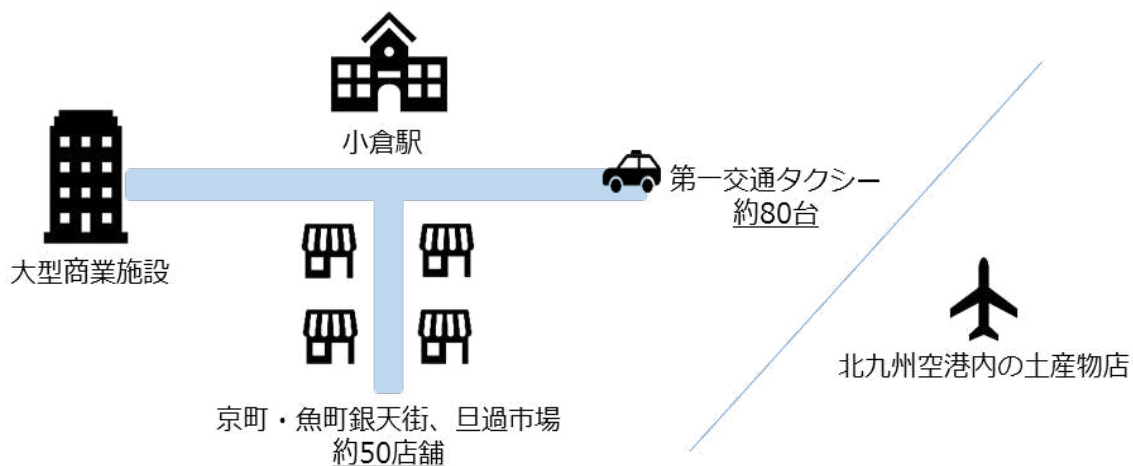 小倉駅
第一交通タクシー
約80台
大型商業施設
北九州空港内の土産物店
京町・魚町銀天街、旦過市場
約50店舗